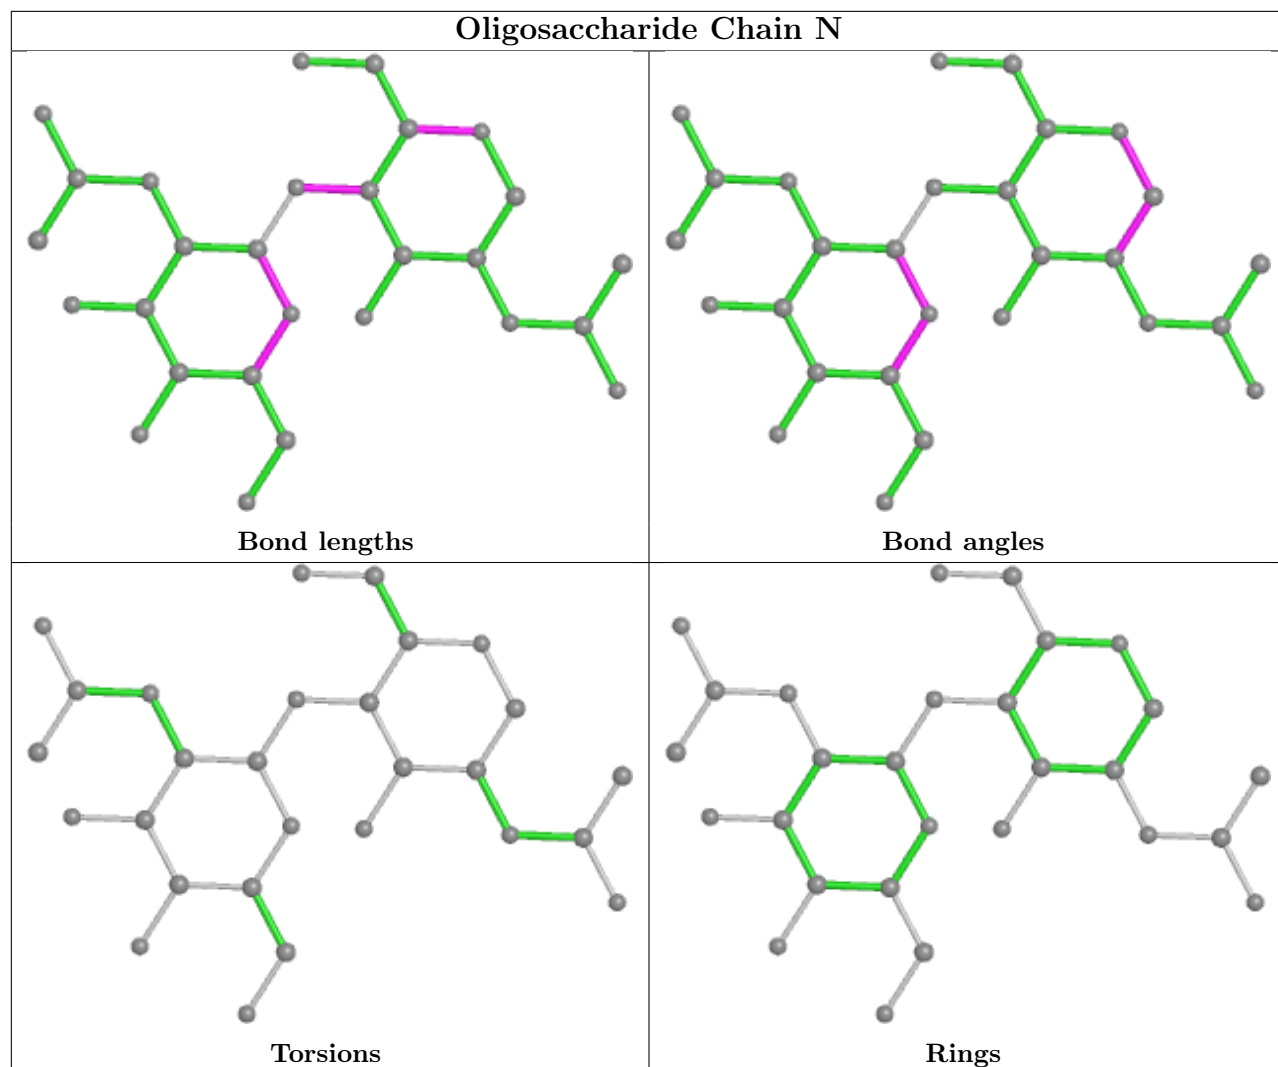 Oligosaccharide Chain N
Bond lengths
Bond angles
Torsions
Rings